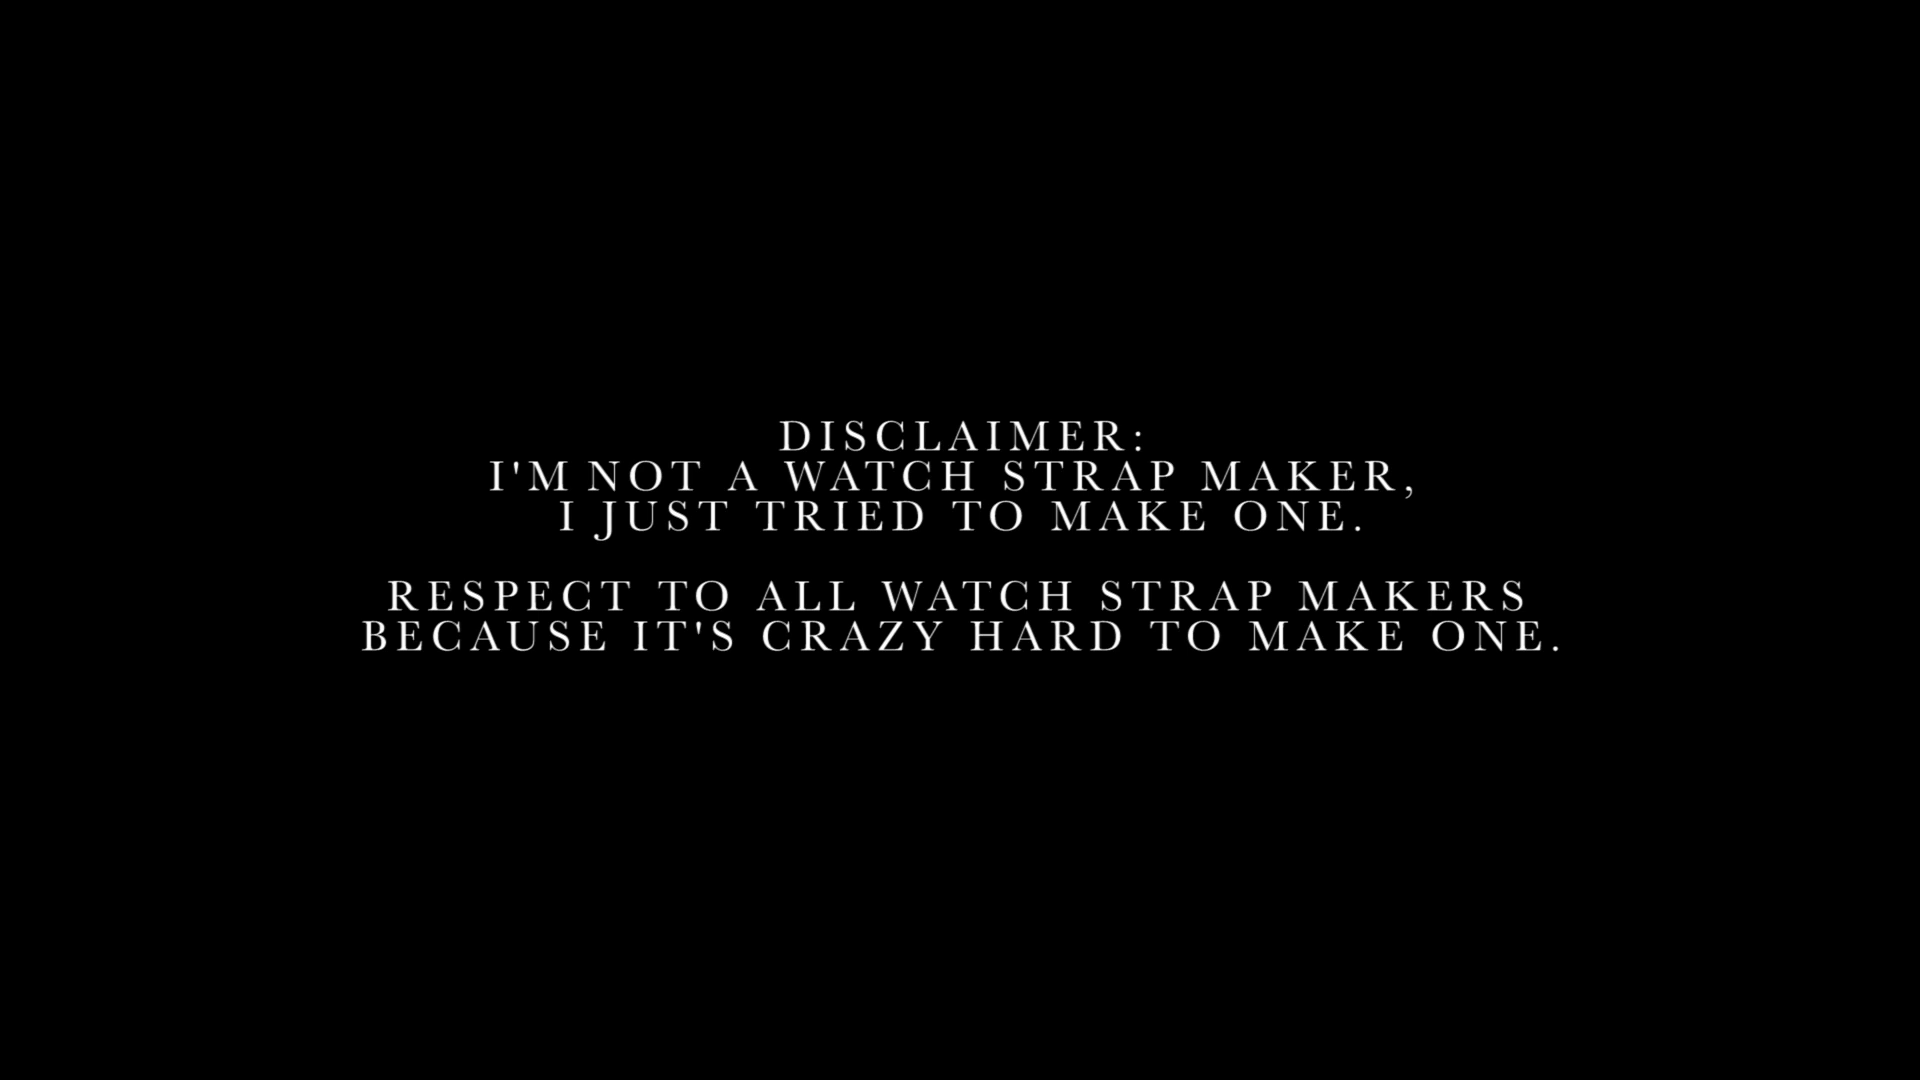 DISCLAIMER:
I'M NOT A WATCH STRAP MAKER,
I JUST TRIED TO MAKE ONE.
RESPECT TO ALL WATCH STRAP MAKERS
BECAUSE IT'S CRAZY HARD TO MAKE ONE.